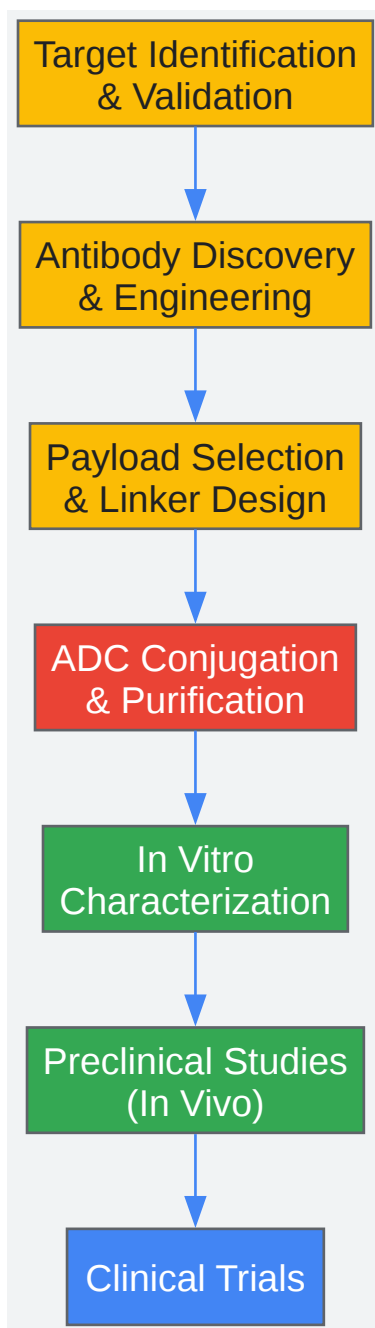 Target Identification
& Validation
Antibody Discovery
& Engineering
Payload Selection
& Linker Design
ADC Conjugation
& Purification
In Vitro
Characterization
Preclinical Studies
(In Vivo)
Clinical Trials